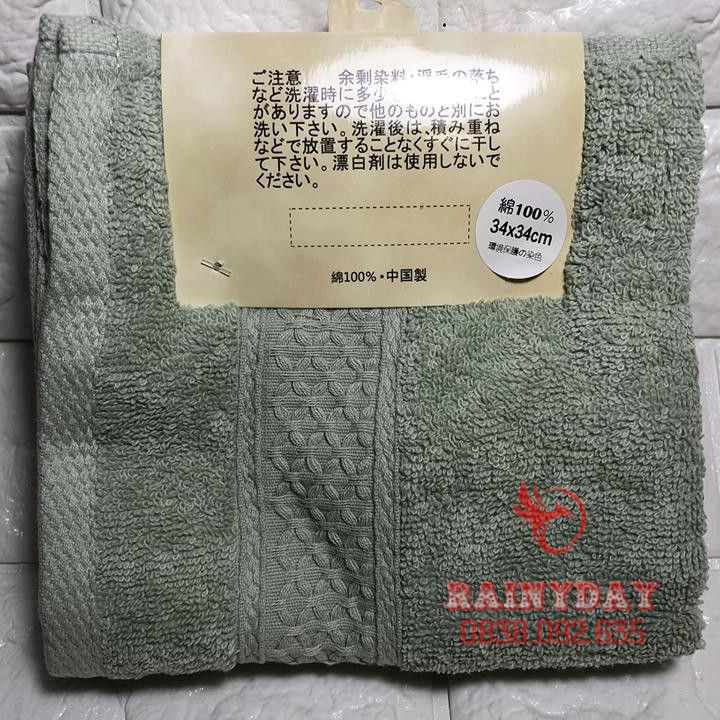 ご注意 余剰染料・浮毛の落ち
など洗濯時に多少
がありますので他のものと別にお
洗い下さい。洗濯後は、積み重ね
などで放置することなくすぐに干し
て下さい。漂白剤は使用しないで
ください。
綿100%
34x34cm
環境保護の染色
綿100%・中国製
RAINYDAY
0838.092.635